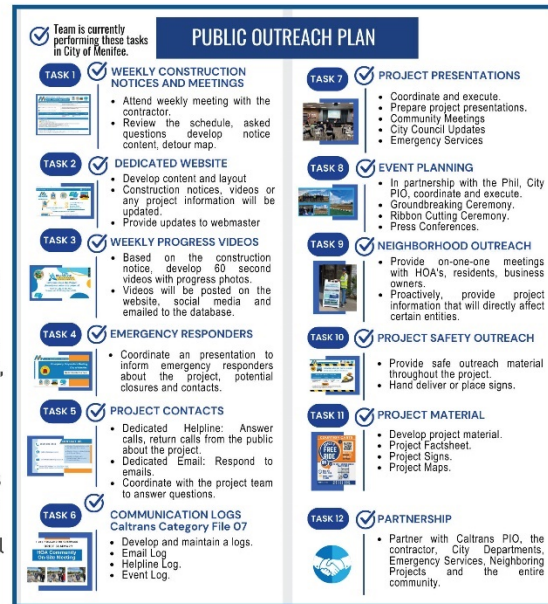 Team is currently
performing these tasks
in City of Menifee.
PUBLIC OUTREACH PLAN
TASK 1
WEEKLY CONSTRUCTION
NOTICES AND MEETINGS
• Attend weekly meeting with the
contractor.
• Review the schedule, asked
questions develop notice
content, detour map.
TASK 2
DEDICATED WEBSITE
• Develop content and layout
• Construction notices, videos or
any project information will be
updated.
• Provide updates to webmaster
TASK 3
WEEKLY PROGRESS VIDEOS
• Based on the construction
notice, develop 60 second
videos with progress photos.
• Videos will be posted on the
website, social media and
emailed to the database.
TASK 4
EMERGENCY RESPONDERS
• Coordinate an presentation to
inform emergency responders
about the project, potential
closures and contacts.
TASK 5
PROJECT CONTACTS
• Dedicated Helpline: Answer
calls, return calls from the public
about the project.
• Dedicated Email: Respond to
emails.
• Coordinate with the project team
to answer questions.
TASK 6
COMMUNICATION LOGS
Caltrans Category File 07
• Develop and maintain a logs.
• Email Log
• Helpline Log.
• Event Log.
HOA Community
On-Site Meeting
TASK 7
PROJECT PRESENTATIONS
• Coordinate and execute.
• Prepare project presentations.
• Community Meetings
• City Council Updates
• Emergency Services
TASK 8
EVENT PLANNING
• In partnership with the Phil, City
PIO, coordinate and execute.
• Groundbreaking Ceremony.
• Ribbon Cutting Ceremony.
• Press Conferences.
TASK 9
NEIGHBORHOOD OUTREACH
• Provide on-one-one meetings
with HOA's, residents, business
owners.
• Proactively, provide project
information that will directly affect
certain entities.
TASK 10
PROJECT SAFETY OUTREACH
• Provide safe outreach material
throughout the project.
• Hand deliver or place signs.
TASK 11
PROJECT MATERIAL
• Develop project material.
• Project Factsheet.
• Project Signs.
• Project Maps.
FREE
RIDE
TASK 12
PARTNERSHIP
• Partner with Caltrans PIO, the
contractor, City Departments,
Emergency Services, Neighboring
Projects and the entire
community.